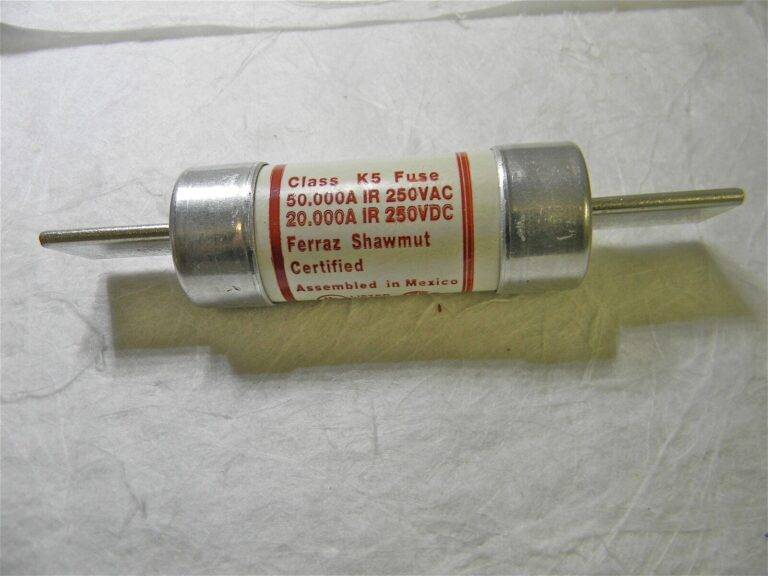 Class K5 Fuse
50.000A IR 250VAC
20.000A IR 250VDC
Ferraz Shawmut
Certified
Assembled in Mexico